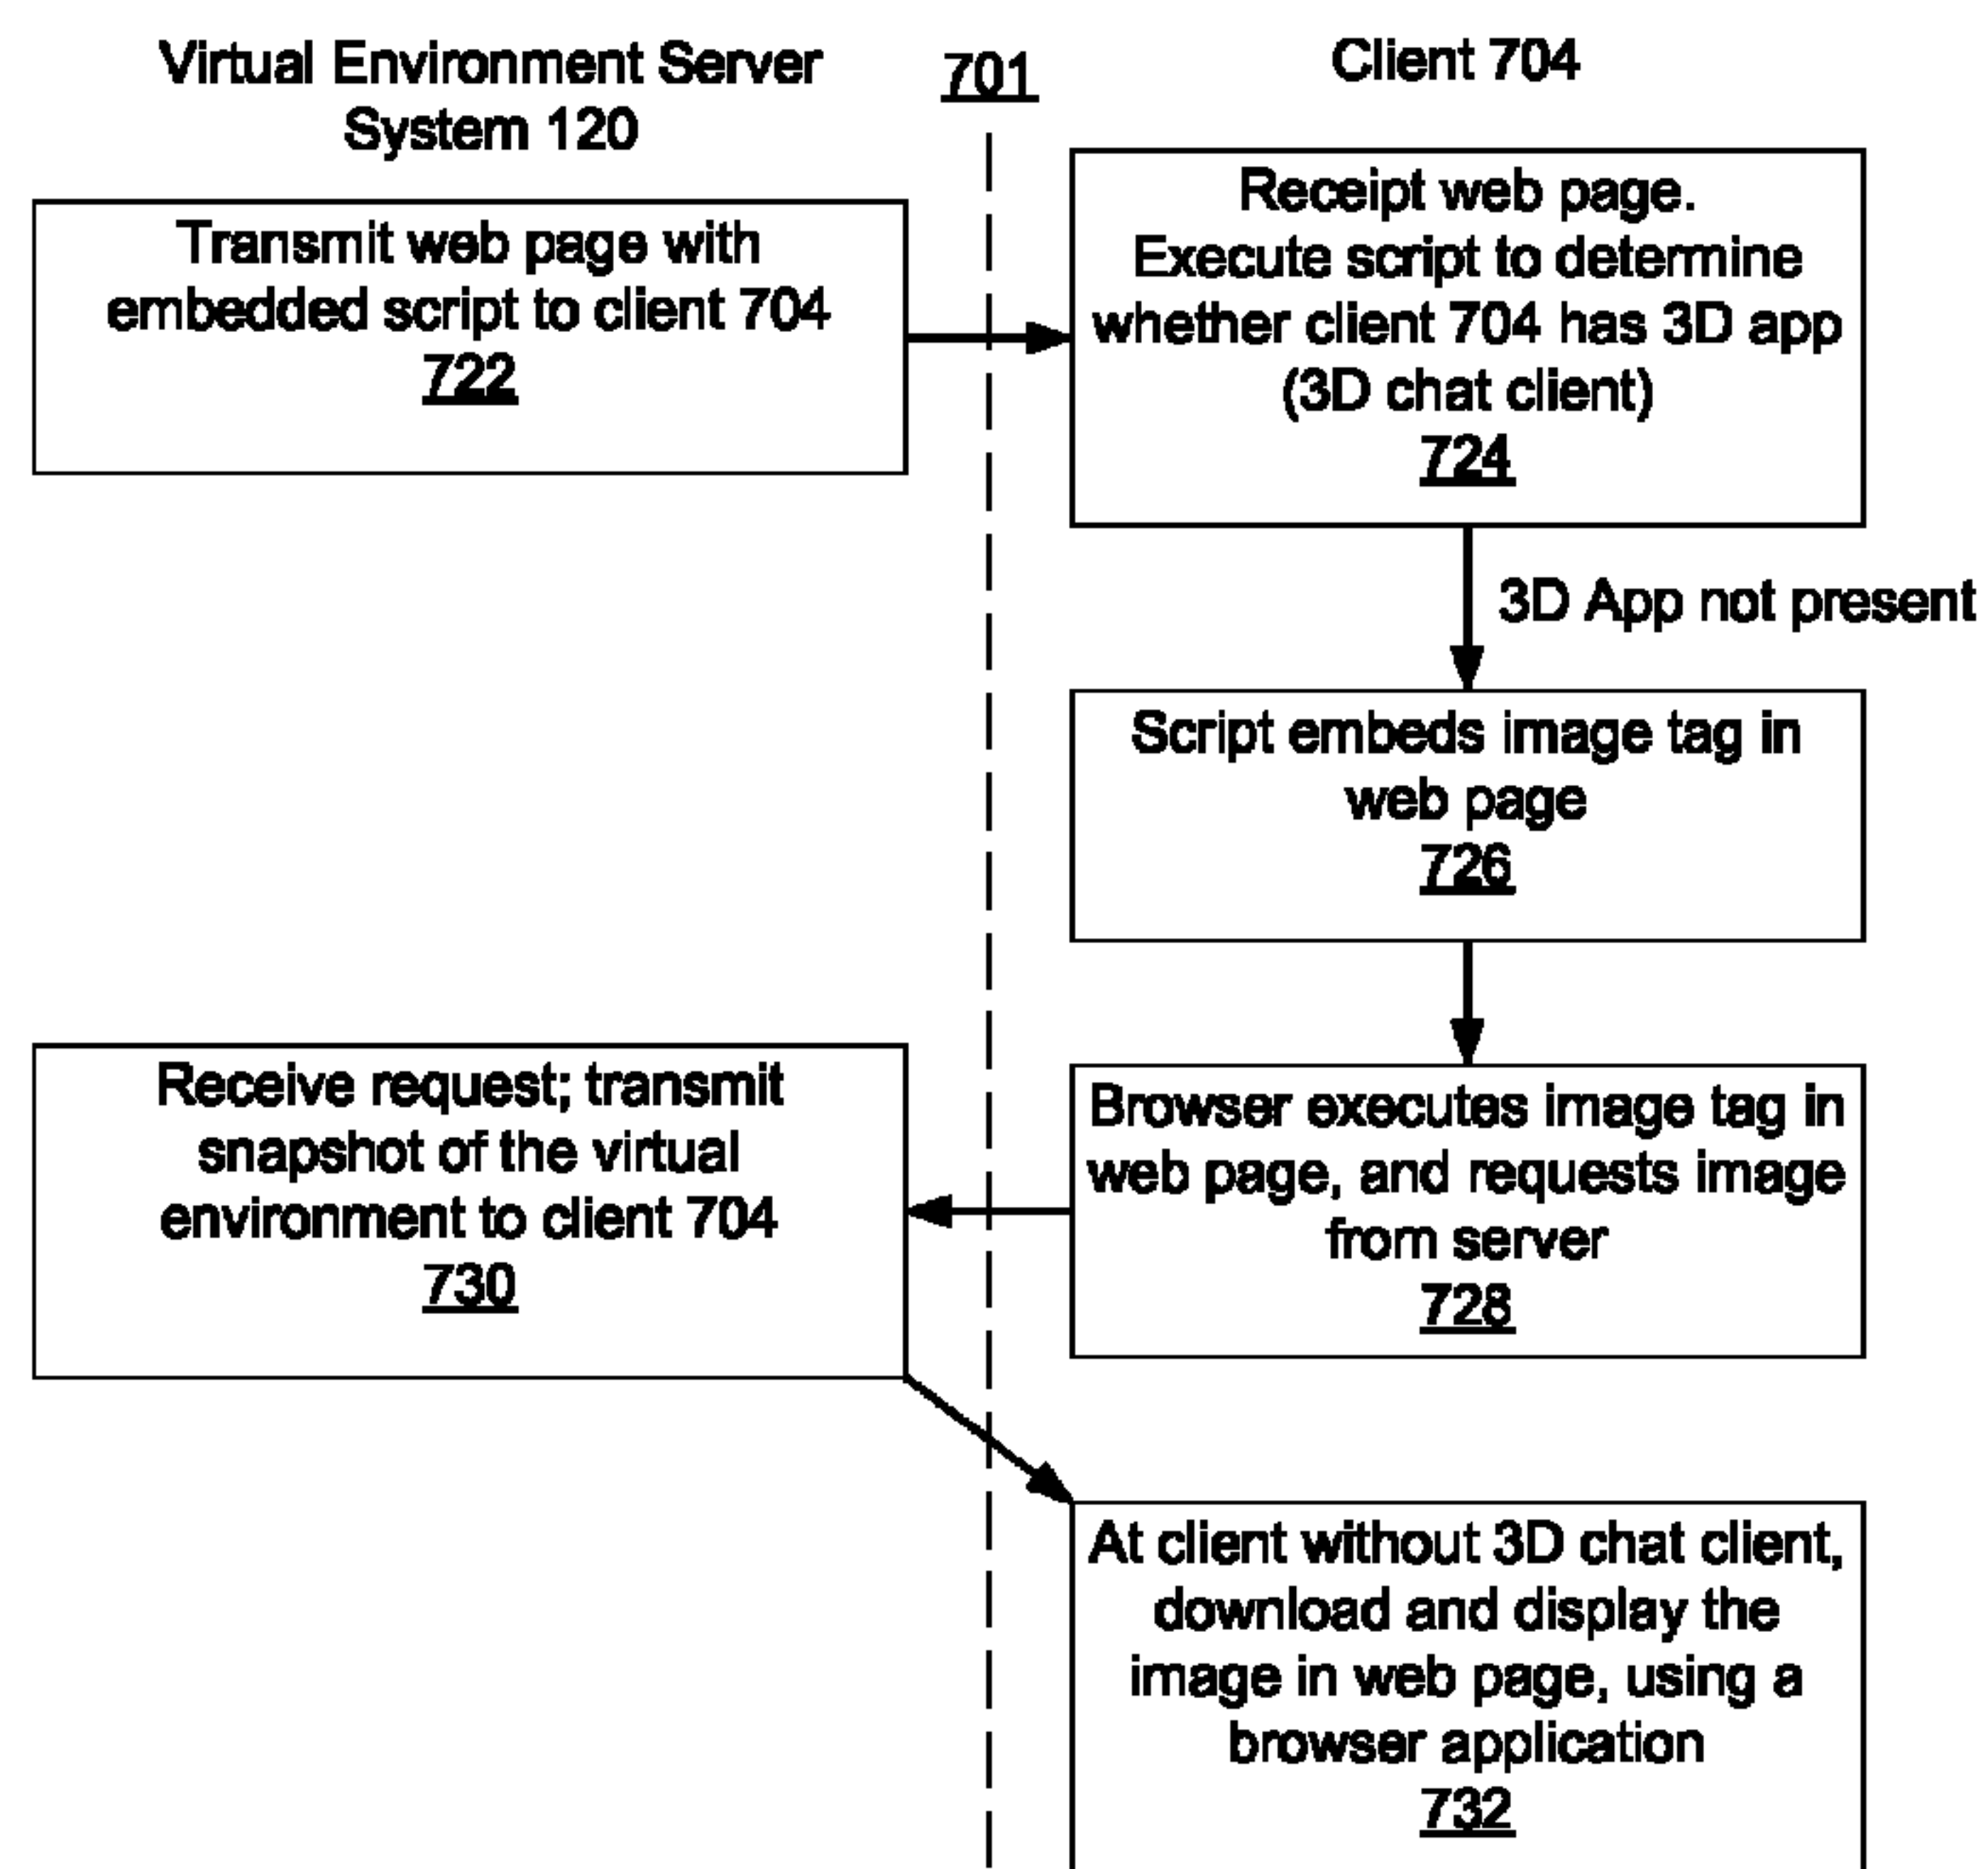 Virtual Environment Server
System 120
701
Client 704
Transmit web page with
embedded script to client 704
722
Receipt web page.
Execute script to determine
whether client 704 has 3D app
(3D chat client)
724
3D App not present
Script embeds image tag in
web page
726
Browser executes image tag in
web page, and requests image
from server
728
Receive request; transmit
snapshot of the virtual
environment to client 704
730
At client without 3D chat client,
download and display the
image in web page, using a
browser application
732